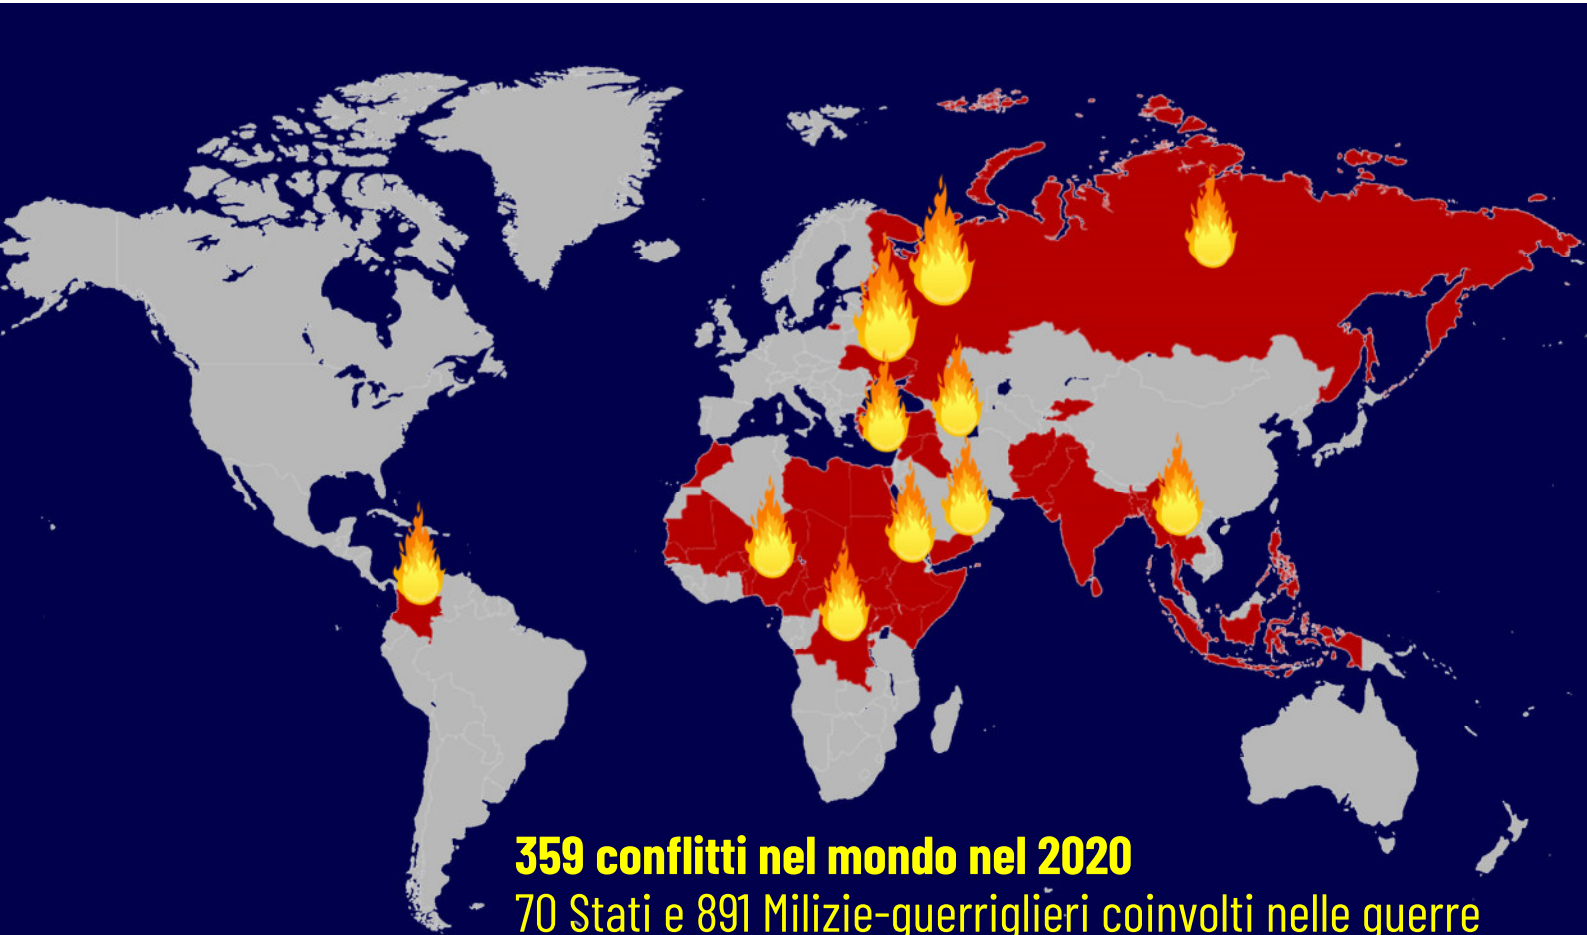 359 conflitti nel mondo nel 2020
70 Stati e 891 Milizie-guerriglieri coinvolti nelle guerre